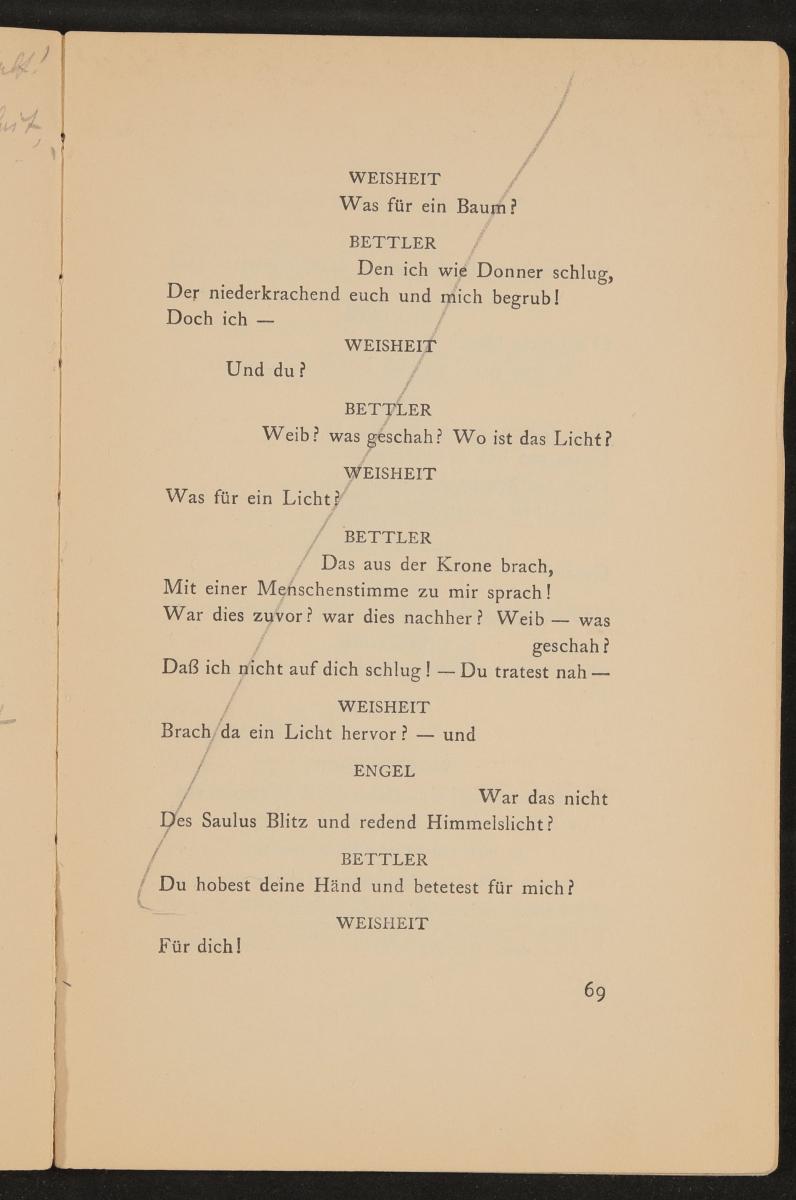 WEISHEIT
Was für ein Baum?
BETTLER
Den ich wie Donner schlug,
Der niederkrachend euch und mich begrub!
Doch ich —
WEISHEIT
Und du?
BETTLER
Weib? was geschah? Wo ist das Licht?
WEISHEIT
Was für ein Licht?
BETTLER
Das aus der Krone brach,
Mit einer Menschenstimme zu mir sprach!
War dies zuvor? war dies nachher? Weib — was
geschah?
Daß ich nicht auf dich schlug! — Du tratest nah —
WEISHEIT
Brach da ein Licht hervor? — und
ENGEL
War das nicht
Des Saulus Blitz und redend Himmelslicht?
BETTLER
Du hobest deine Händ und betetest für mich?
WEISHEIT
Für dich!
69